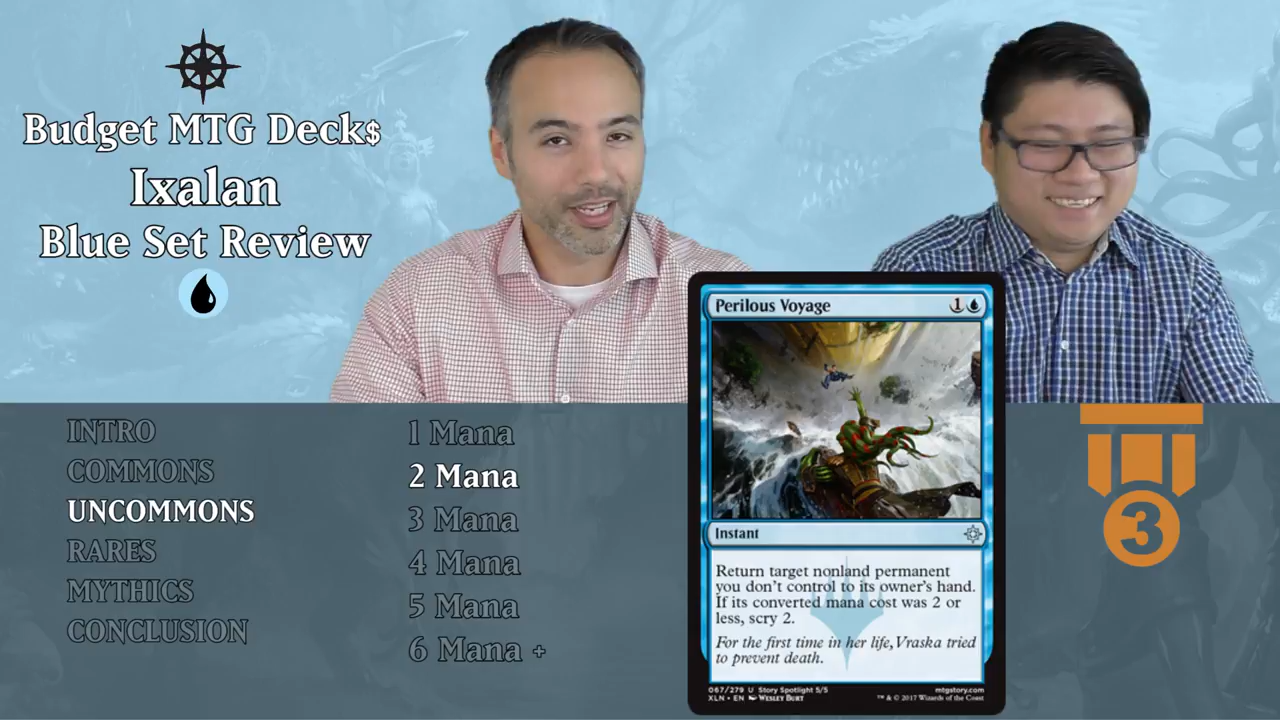 Budget MTG Deck$
Ixalan
Blue Set Review
INTRO
COMMONS
UNCOMMONS
RARES
MYTHICS
CONCLUSION
1 Mana
2 Mana
3 Mana
4 Mana
5 Mana
6 Mana +
Perilous Voyage 1
Instant
Return target nonland permanent
you don't control to its owner's hand.
If its converted mana cost was 2 or
less, scry 2.
For the first time in her life, Vraska tried
to prevent death.
067/279 U Story Spotlight 5/5 mtgstory.com
XLN • EN Wesley Burt ™ & © 2017 Wizards of the Coast
3